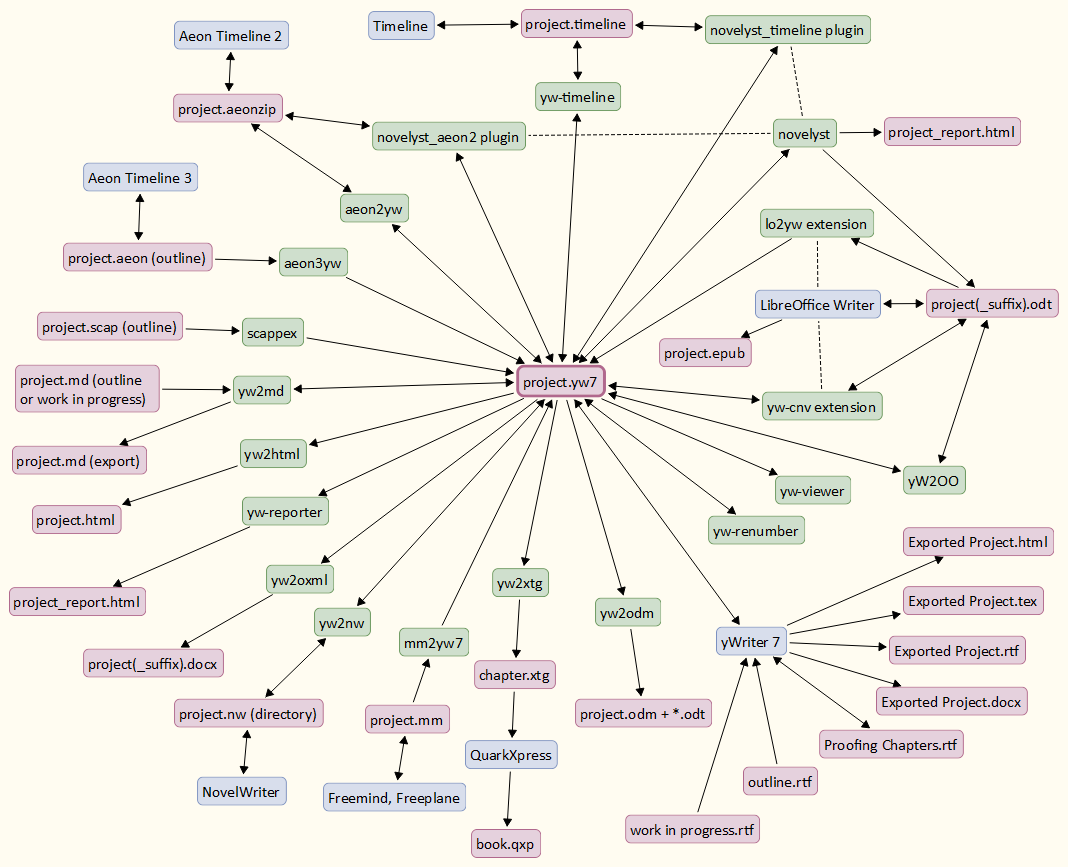 Timeline
project.timeline
novelyst_timeline plugin
Aeon Timeline 2
yw-timeline
project.aeonzip
novelyst_aeon2 plugin
novelyst
project_report.html
Aeon Timeline 3
aeon2yw
lo2yw extension
project.aeon (outline)
aeon3yw
LibreOffice Writer
project(_suffix).odt
project.scap (outline)
scappex
project.epub
project.md (outline
or work in progress)
yw2md
project.yw7
yw-cnv extension
project.md (export)
yw2html
yW2OO
yw-viewer
project.html
yw-reporter
yw-renumber
Exported Project.html
project_report.html
yw2oxml
yw2xtg
Exported Project.tex
yw2nw
yw2odm
mm2yw7
yWriter 7
Exported Project.rtf
project(_suffix).docx
chapter.xtg
Exported Project.docx
project.nw (directory)
project.mm
project.odm + *.odt
Proofing Chapters.rtf
QuarkXpress
outline.rtf
NovelWriter
Freemind, Freeplane
work in progress.rtf
book.qxp